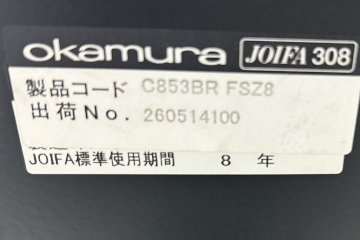 okamura JOIFA 308
製品コード C853BR FSZ8
出荷No. 260514100
JOIFA標準使用期間 8 年